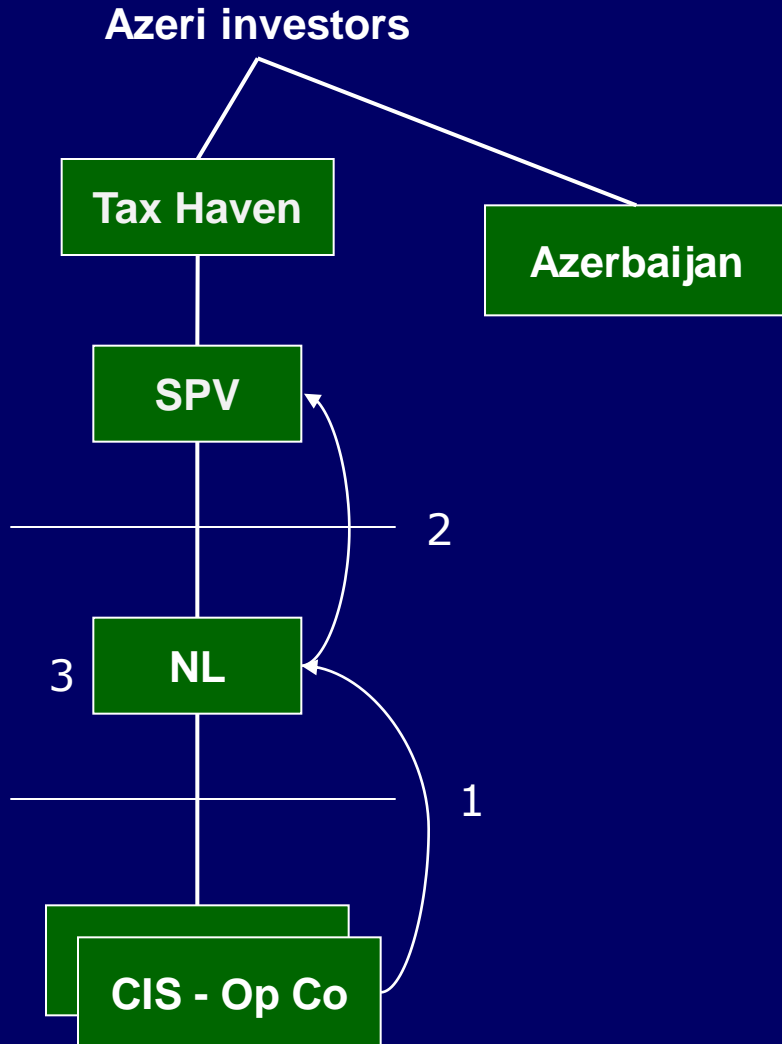 Azeri investors
Tax Haven
Azerbaijan
SPV
2
3
NL
1
CIS - Op Co